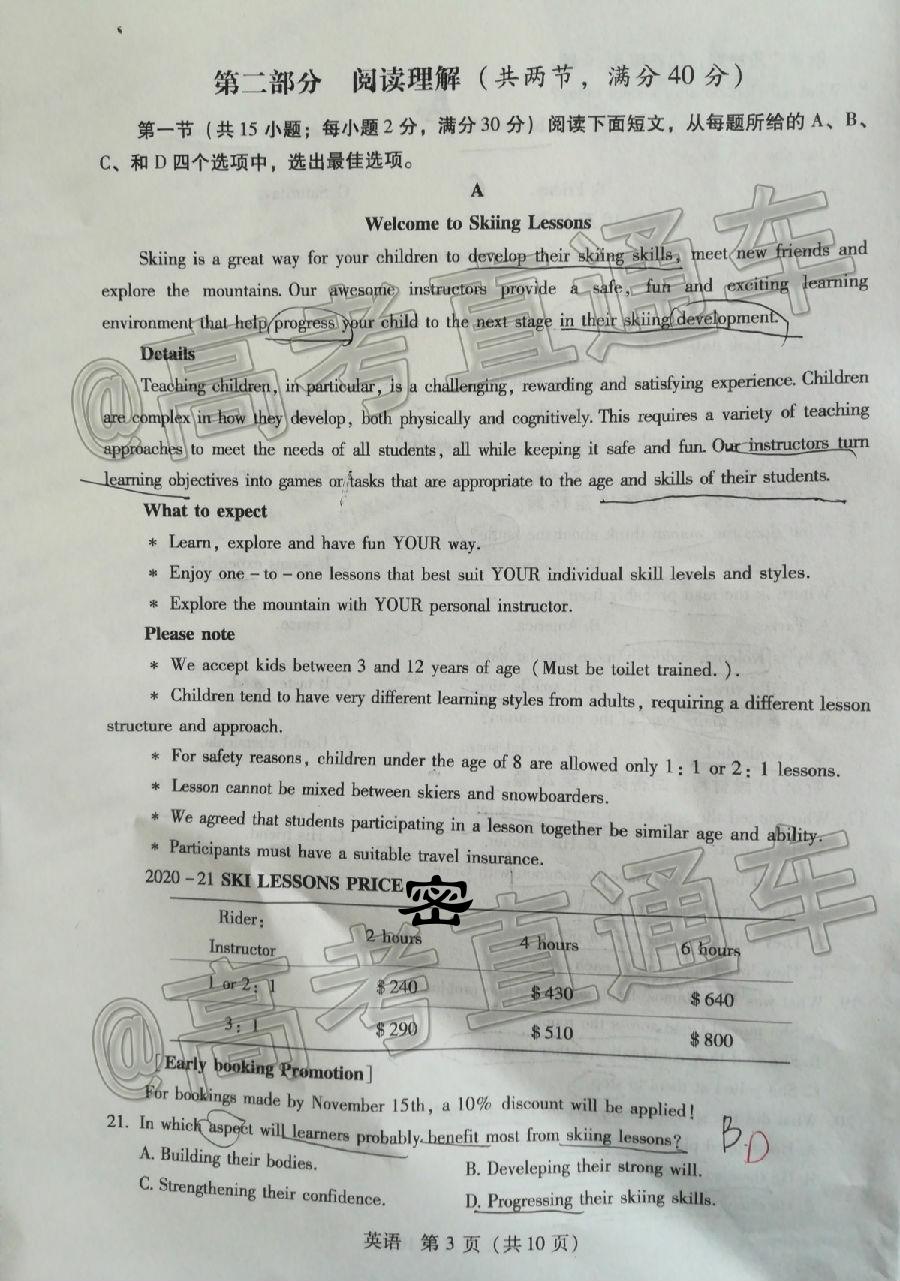 第二部分 阅读理解（共两节，满分40分）
第一节（共15小题；每小题2分，满分30分）阅读下面短文，从每题所给的A、B、
C、和D四个选项中，选出最佳选项。
A
Welcome to Skiing Lessons
Skiing is a great way for your children to develop their skiing skills, meet new friends and
explore the mountains. Our awesome instructors provide a safe, fun and exciting learning
environment that help progress your child to the next stage in their skiing development.
Details
Teaching children, in particular, is a challenging, rewarding and satisfying experience. Children
are complex in how they develop, both physically and cognitively. This requires a variety of teaching
approaches to meet the needs of all students, all while keeping it safe and fun. Our instructors turn
learning objectives into games or tasks that are appropriate to the age and skills of their students.
What to expect
* Learn, explore and have fun YOUR way.
* Enjoy one-to-one lessons that best suit YOUR individual skill levels and styles.
* Explore the mountain with YOUR personal instructor.
Please note
* We accept kids between 3 and 12 years of age (Must be toilet trained.).
* Children tend to have very different learning styles from adults, requiring a different lesson
structure and approach.
* For safety reasons, children under the age of 8 are allowed only 1:1 or 2:1 lessons.
* Lesson cannot be mixed between skiers and snowboarders.
* We agreed that students participating in a lesson together be similar age and ability.
* Participants must have a suitable travel insurance.
2020-21 SKI LESSONS PRICE
密
Rider:
Instructor 2 hours 4 hours 6 hours
1 or 2:1 $240 $430 $640
3:1 $290 $510 $800
[Early booking Promotion]
For bookings made by November 15th, a 10% discount will be applied!
21. In which aspect will learners probably benefit most from skiing lessons? B D
A. Building their bodies. B. Develeping their strong will.
C. Strengthening their confidence. D. Progressing their skiing skills.
英语 第3页（共10页）
@高考直通车
@高考直通车